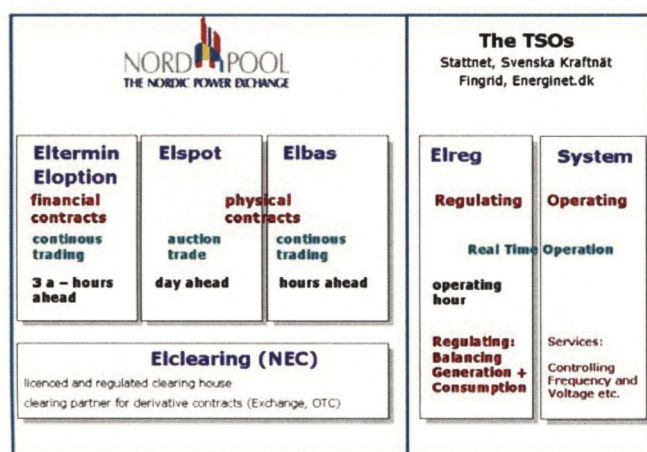 NORD POOL
THE NORDIC POWER EXCHANGE
The TSOs
Stattnet, Svenska Kraftnät
Fingrid, Energinet.dk
Eltermin
Eloption
financial
contracts
continous
trading
3 a – hours
ahead
Elspot
Elbas
physical
contracts
auction
trade
day ahead
continous
trading
hours ahead
Elreg
System
Regulating
Operating
Real Time Operation
operating
hour
Regulating:
Balancing
Generation +
Consumption
Services:
Controlling
Frequency and
Voltage etc.
Elclearing (NEC)
licenced and regulated clearing house
clearing partner for derivative contracts (Exchange, OTC)